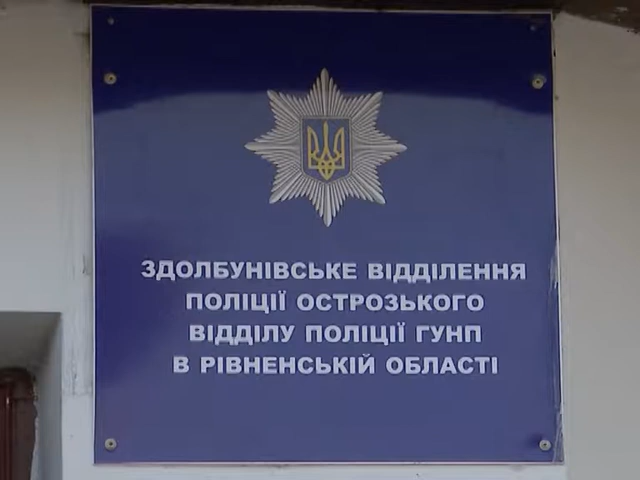 ЗДОЛБУНІВСЬКЕ ВІДДІЛЕННЯ
ПОЛІЦІЇ ОСТРОЗЬКОГО
ВІДДІЛУ ПОЛІЦІЇ ГУНП
В РІВНЕНСЬКІЙ ОБЛАСТІ